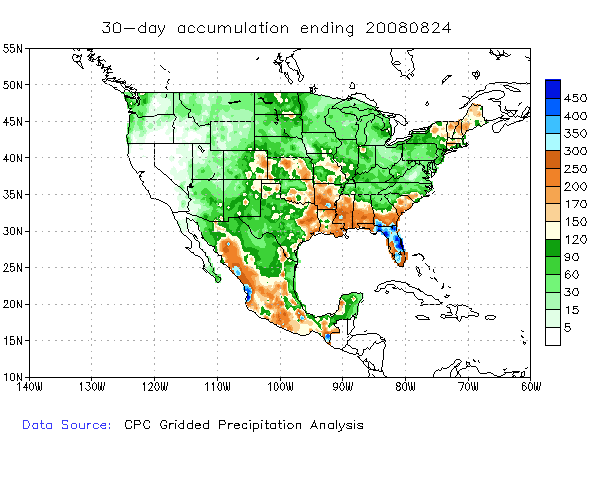 30-day accumulation ending 20080824
55N
50N
45N
40N
35N
30N
25N
20N
15N
10N
140W 130W 120W 110W 100W 90W 80W 70W 60W
450
400
350
300
250
200
170
150
120
90
60
30
15
5
Data Source: CPC Gridded Precipitation Analysis